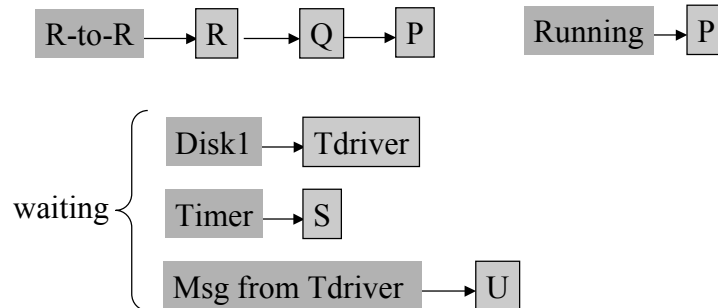 R-to-R R Q P Running P
Disk1 Tdriver
waiting Timer S
Msg from Tdriver U